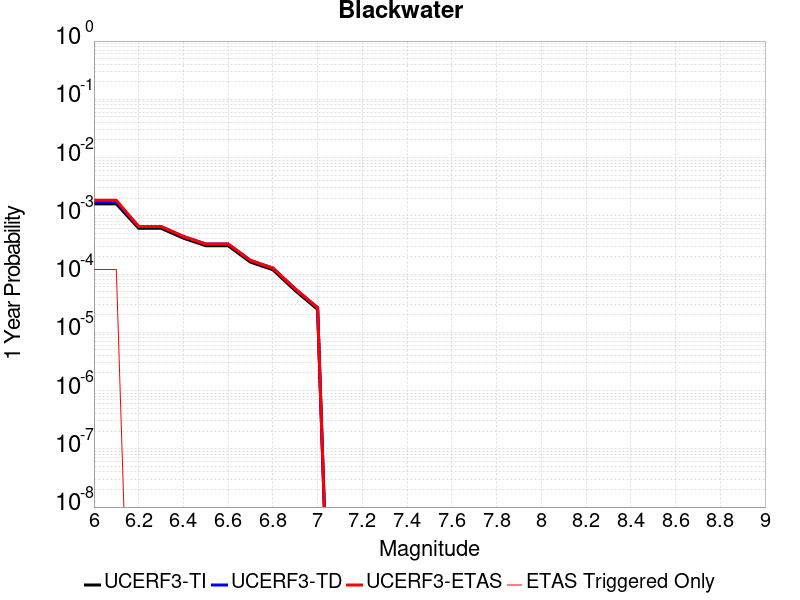 Blackwater
10 0
10 -1
10 -2
10 -3
10 -4
10 -5
10 -6
10 -7
10 -8
1 Year Probability
6 6.2 6.4 6.6 6.8 7 7.2 7.4 7.6 7.8 8 8.2 8.4 8.6 8.8 9
Magnitude
UCERF3-TI UCERF3-TD UCERF3-ETAS ETAS Triggered Only